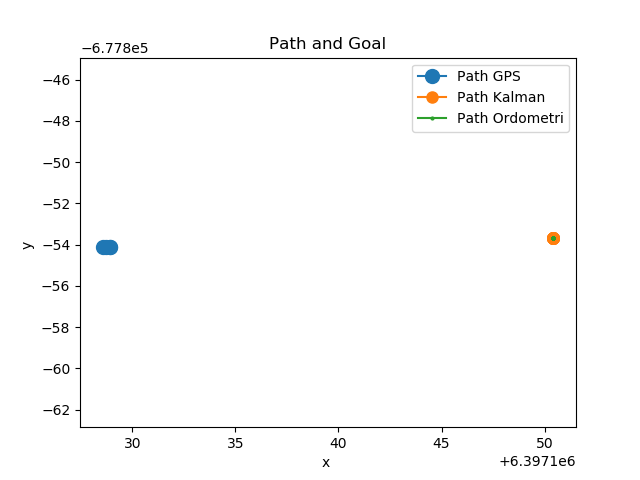 Path and Goal
−6.778e5
Path GPS
Path Kalman
Path Ordometri
−46
−48
−50
−52
−54
−56
−58
−60
−62
y
30 35 40 45 50
x
+6.3971e6